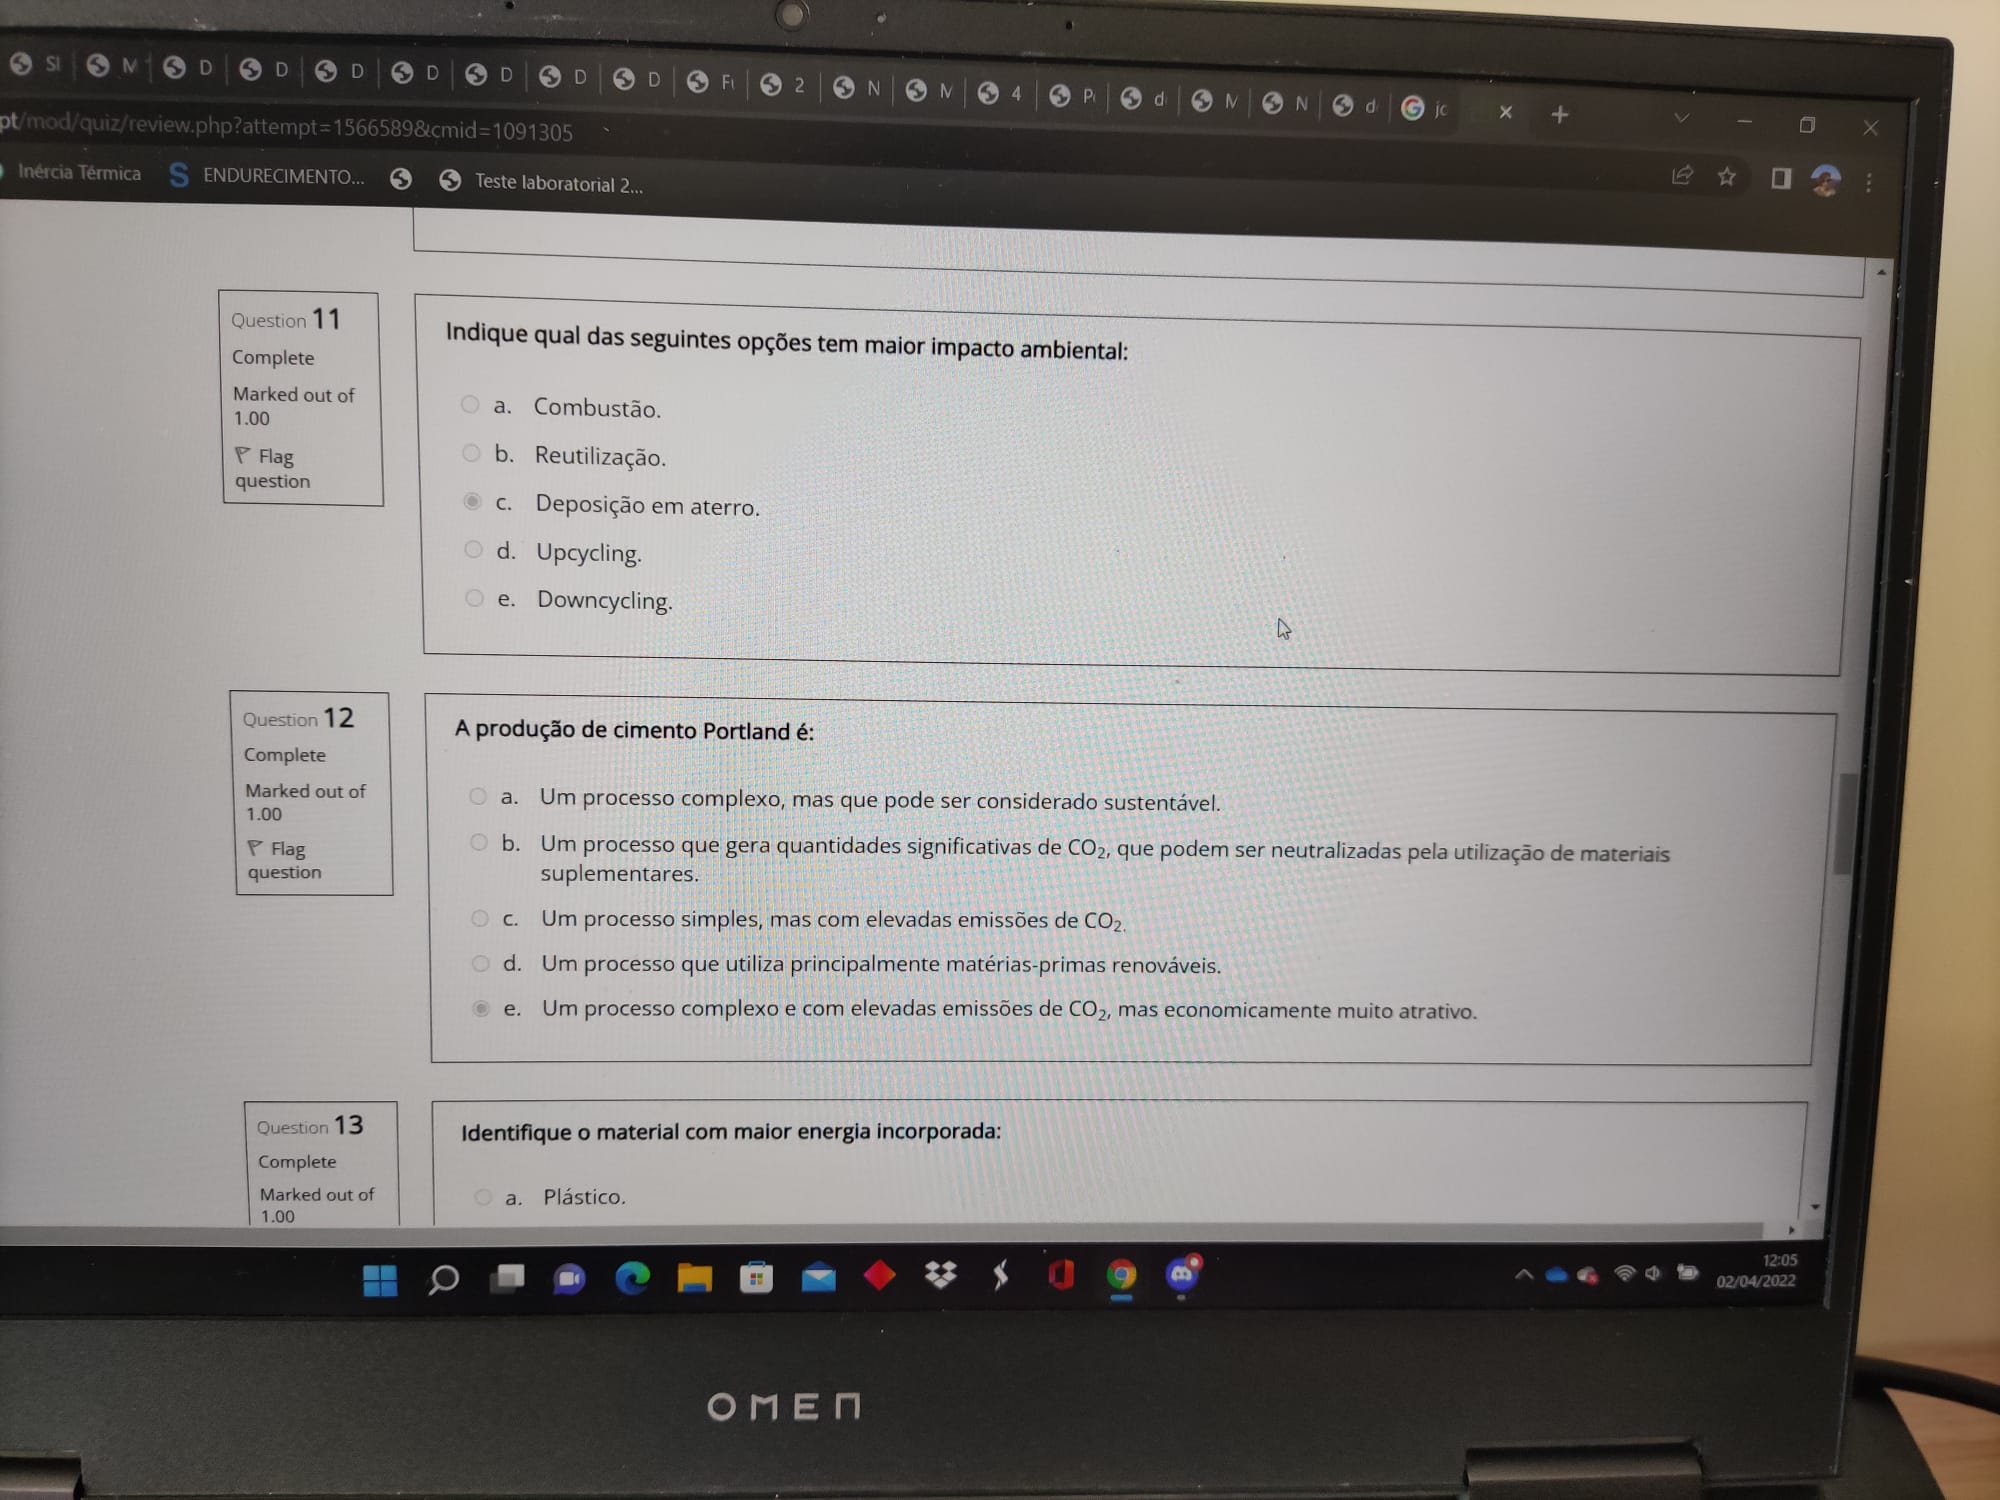 SI M D D D D D D D Fu 2 N M 4 Pi d M N d jc
pt/mod/quiz/review.php?attempt=1566589&cmid=1091305
Inércia Térmica ENDURECIMENTO... Teste laboratorial 2...
Question 11
Complete
Marked out of
1.00
Flag
question
Indique qual das seguintes opções tem maior impacto ambiental:
a. Combustão.
b. Reutilização.
c. Deposição em aterro.
d. Upcycling.
e. Downcycling.
Question 12
Complete
Marked out of
1.00
Flag
question
A produção de cimento Portland é:
a. Um processo complexo, mas que pode ser considerado sustentável.
b. Um processo que gera quantidades significativas de CO₂, que podem ser neutralizadas pela utilização de materiais
suplementares.
c. Um processo simples, mas com elevadas emissões de CO₂.
d. Um processo que utiliza principalmente matérias-primas renováveis.
e. Um processo complexo e com elevadas emissões de CO₂, mas economicamente muito atrativo.
Question 13
Complete
Marked out of
1.00
Identifique o material com maior energia incorporada:
a. Plástico.
12:05
02/04/2022
OMEN